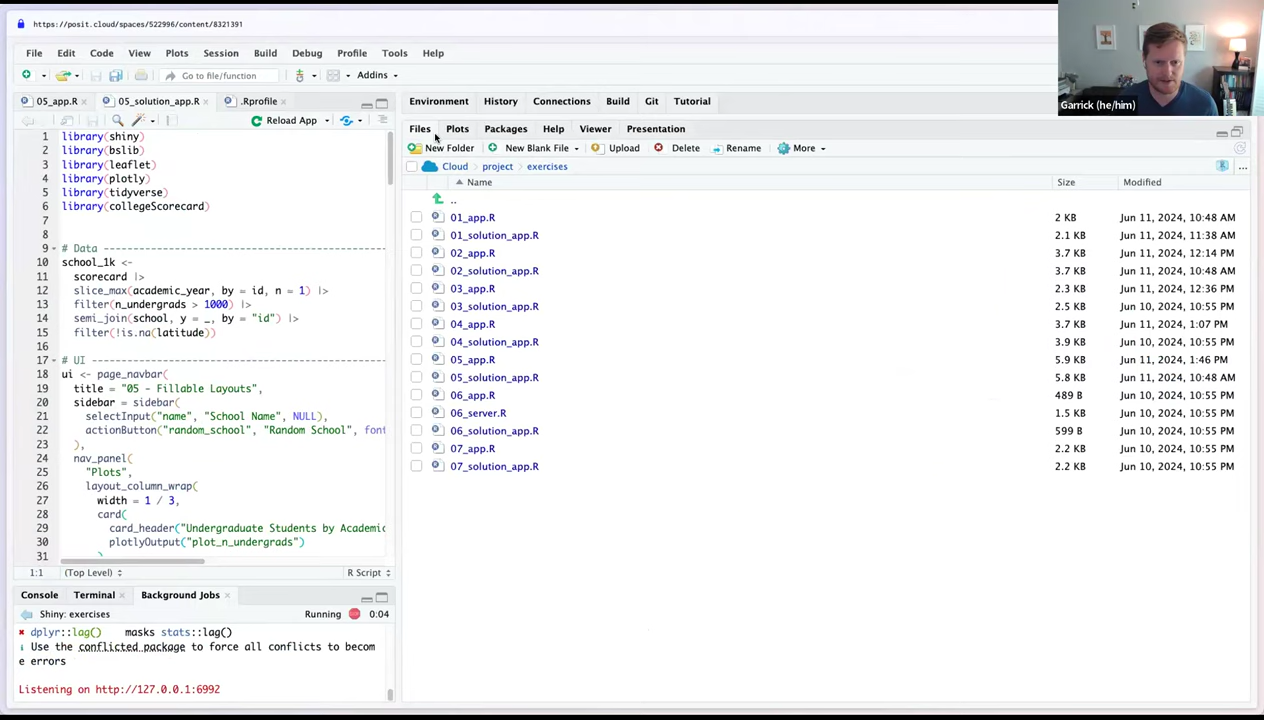 https://posit.cloud/spaces/522996/content/8321391
File Edit Code View Plots Session Build Debug Profile Tools Help
Go to file/function Addins
Garrick (he/him)
05_app.R 05_solution_app.R .Rprofile
Reload App
1 library(shiny)
2 library(bslib)
3 library(leaflet)
4 library(plotly)
5 library(tidyverse)
6 library(collegeScorecard)
7
8
9 # Data ----------------------------------------
10 school_1k <-
11 scorecard |>
12 slice_max(academic_year, by = id, n = 1) |>
13 filter(n_undergrads > 1000) |>
14 semi_join(school, y = _, by = "id") |>
15 filter(!is.na(latitude))
16
17 # UI ------------------------------------------
18 ui <- page_navbar(
19 title = "05 - Fillable Layouts",
20 sidebar = sidebar(
21 selectInput("name", "School Name", NULL),
22 actionButton("random_school", "Random School", font
23 ),
24 nav_panel(
25 "Plots",
26 layout_column_wrap(
27 width = 1 / 3,
28 card(
29 card_header("Undergraduate Students by Academic
30 plotlyOutput("plot_n_undergrads")
31 )
1:1 (Top Level) R Script
Console Terminal Background Jobs
Shiny: exercises Running 0:04
✖ dplyr::lag() masks stats::lag()
ℹ Use the conflicted package to force all conflicts to becom
e errors
Listening on http://127.0.0.1:6992
Environment History Connections Build Git Tutorial
Files Plots Packages Help Viewer Presentation
New Folder New Blank File Upload Delete Rename More
Cloud project exercises
Name Size Modified
..
01_app.R 2 KB Jun 11, 2024, 10:48 AM
01_solution_app.R 2.1 KB Jun 11, 2024, 11:38 AM
02_app.R 3.7 KB Jun 11, 2024, 12:14 PM
02_solution_app.R 3.7 KB Jun 11, 2024, 10:48 AM
03_app.R 2.3 KB Jun 11, 2024, 12:36 PM
03_solution_app.R 2.5 KB Jun 10, 2024, 10:55 PM
04_app.R 3.7 KB Jun 11, 2024, 1:07 PM
04_solution_app.R 3.9 KB Jun 10, 2024, 10:55 PM
05_app.R 5.9 KB Jun 11, 2024, 1:46 PM
05_solution_app.R 5.8 KB Jun 11, 2024, 10:48 AM
06_app.R 489 B Jun 10, 2024, 10:55 PM
06_server.R 1.5 KB Jun 10, 2024, 10:55 PM
06_solution_app.R 599 B Jun 10, 2024, 10:55 PM
07_app.R 2.2 KB Jun 10, 2024, 10:55 PM
07_solution_app.R 2.2 KB Jun 10, 2024, 10:55 PM